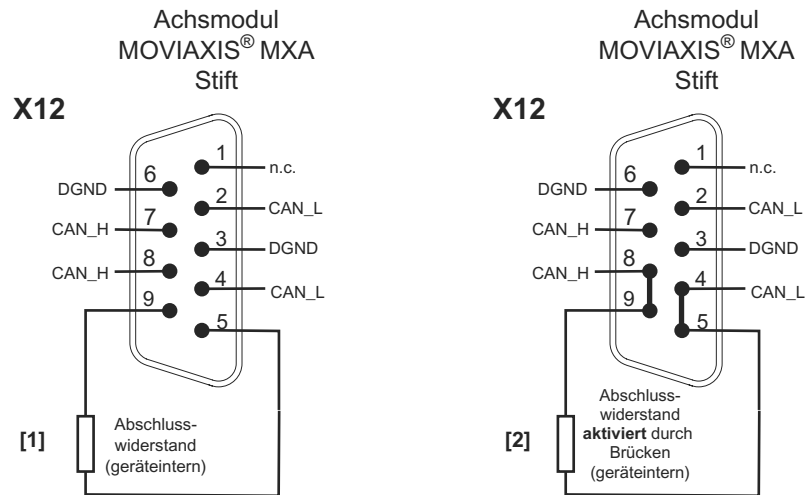 Achsmodul
MOVIAXIS® MXA
Stift
X12
1
n.c.
6
DGND
2
CAN_L
7
CAN_H
3
DGND
8
CAN_H
4
CAN_L
9
5
[1]
Abschluss-
widerstand
(geräteintern)
Achsmodul
MOVIAXIS® MXA
Stift
X12
1
n.c.
6
DGND
2
CAN_L
7
CAN_H
3
DGND
8
CAN_H
4
CAN_L
9
5
[2]
Abschluss-
widerstand
aktiviert durch
Brücken
(geräteintern)